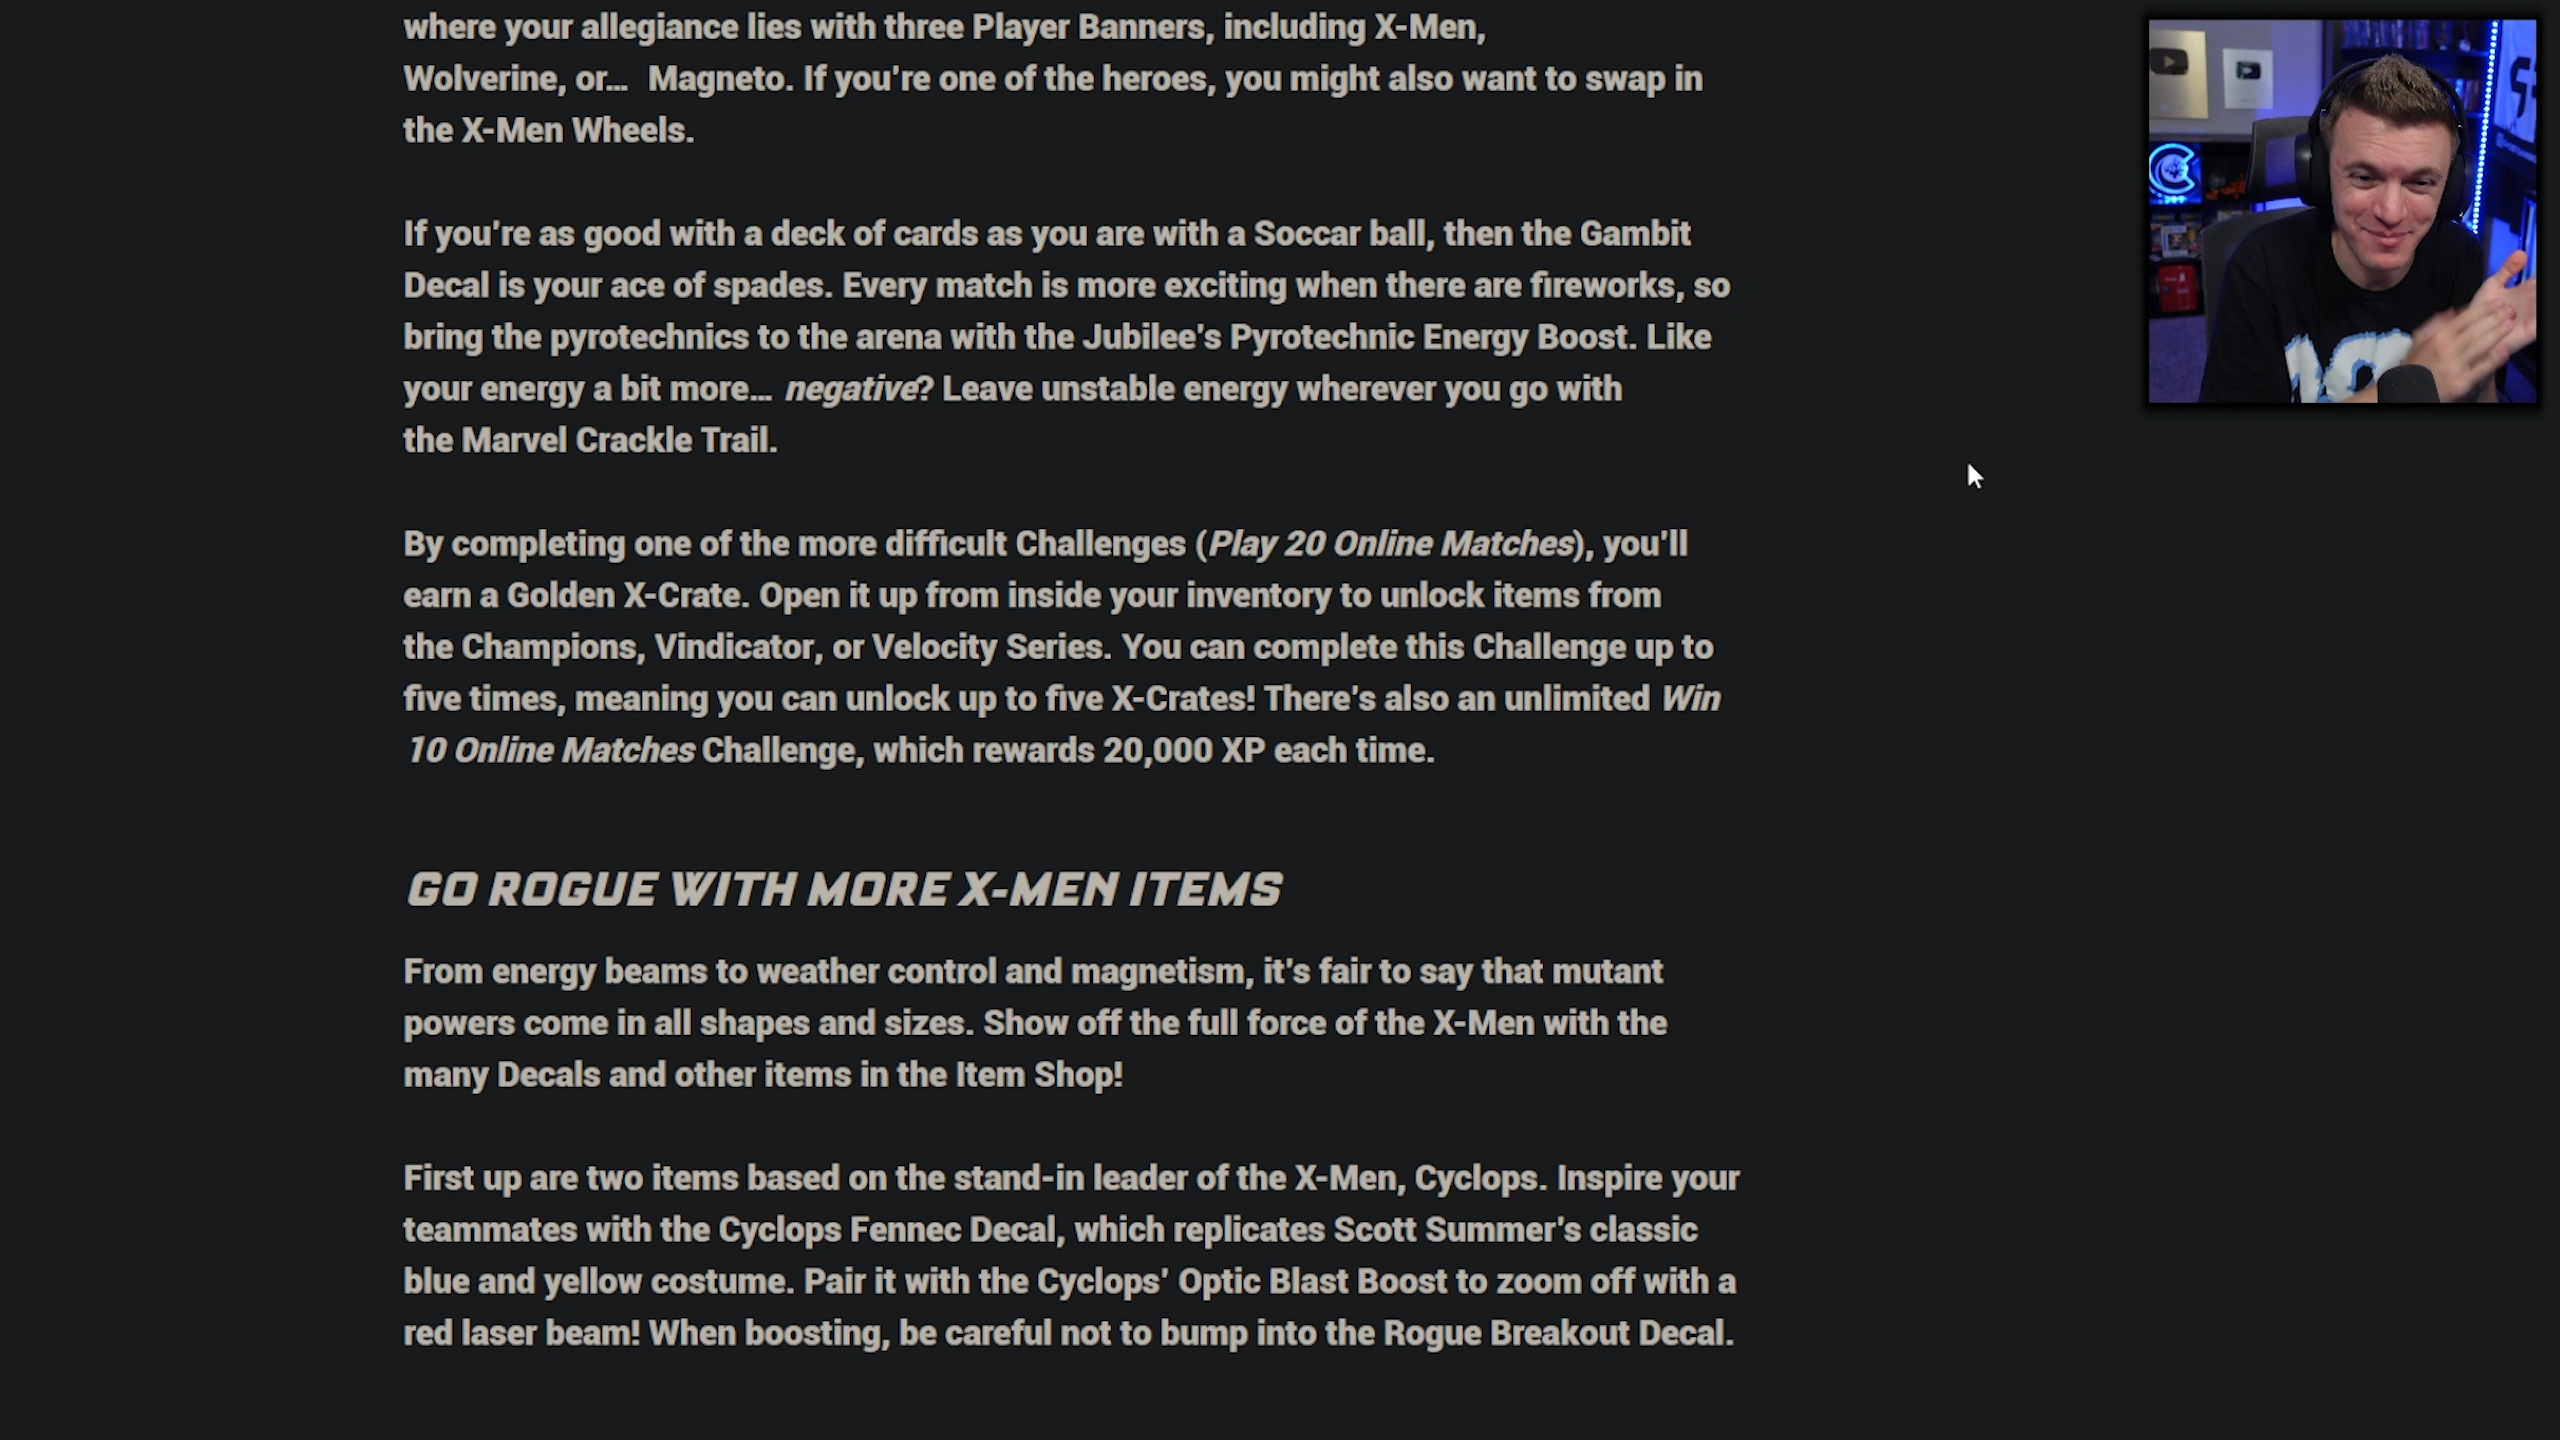 where your allegiance lies with three Player Banners, including X-Men,
Wolverine, or… Magneto. If you're one of the heroes, you might also want to swap in
the X-Men Wheels.
If you're as good with a deck of cards as you are with a Soccar ball, then the Gambit
Decal is your ace of spades. Every match is more exciting when there are fireworks, so
bring the pyrotechnics to the arena with the Jubilee's Pyrotechnic Energy Boost. Like
your energy a bit more… negative? Leave unstable energy wherever you go with
the Marvel Crackle Trail.
By completing one of the more difficult Challenges (Play 20 Online Matches), you'll
earn a Golden X-Crate. Open it up from inside your inventory to unlock items from
the Champions, Vindicator, or Velocity Series. You can complete this Challenge up to
five times, meaning you can unlock up to five X-Crates! There's also an unlimited Win
10 Online Matches Challenge, which rewards 20,000 XP each time.
GO ROGUE WITH MORE X-MEN ITEMS
From energy beams to weather control and magnetism, it's fair to say that mutant
powers come in all shapes and sizes. Show off the full force of the X-Men with the
many Decals and other items in the Item Shop!
First up are two items based on the stand-in leader of the X-Men, Cyclops. Inspire your
teammates with the Cyclops Fennec Decal, which replicates Scott Summer's classic
blue and yellow costume. Pair it with the Cyclops' Optic Blast Boost to zoom off with a
red laser beam! When boosting, be careful not to bump into the Rogue Breakout Decal.